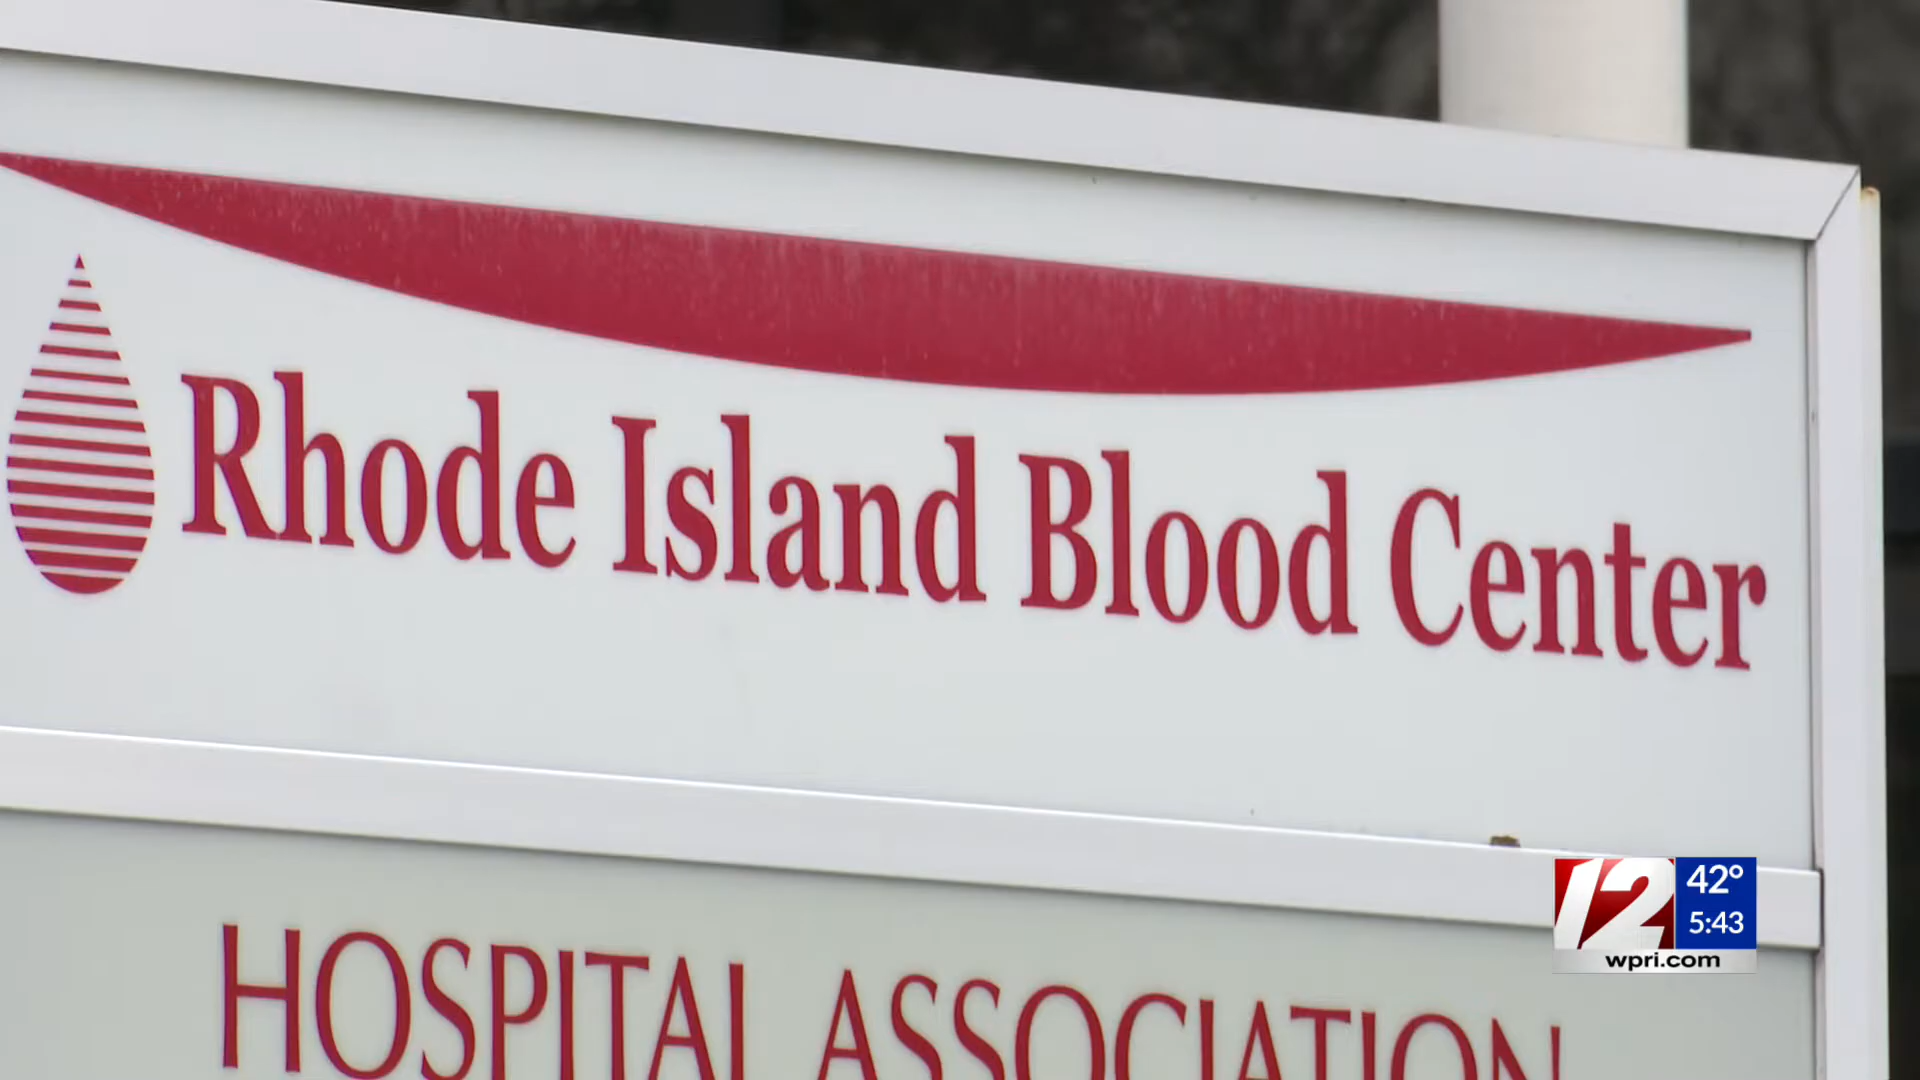 Rhode Island Blood Center
HOSPITAL ASSOCIATION
12
42°
5:43
wpri.com